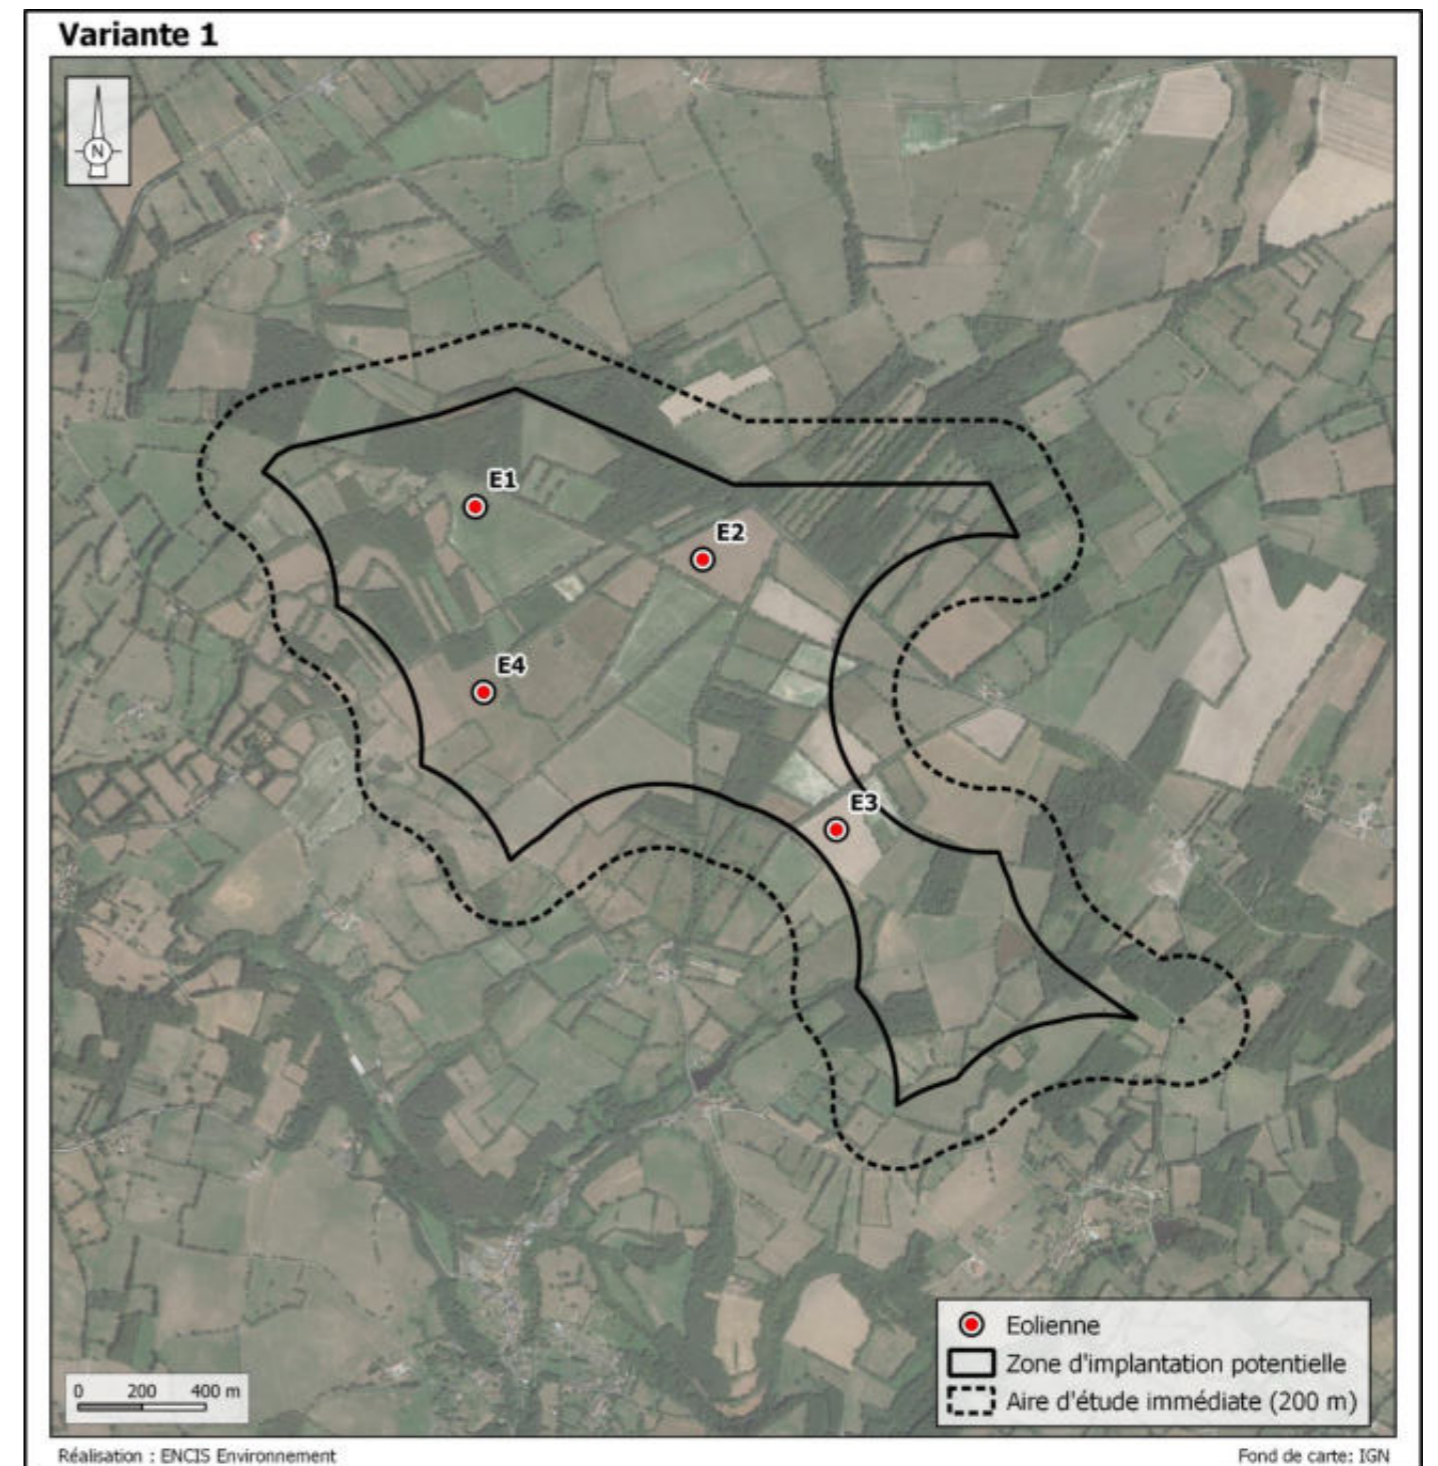 Variante 1
N
E1
E2
E4
E3
Eolienne
Zone d'implantation potentielle
Aire d'étude immédiate (200 m)
0 200 400 m
Réalisation : ENCIS Environnement
Fond de carte: IGN